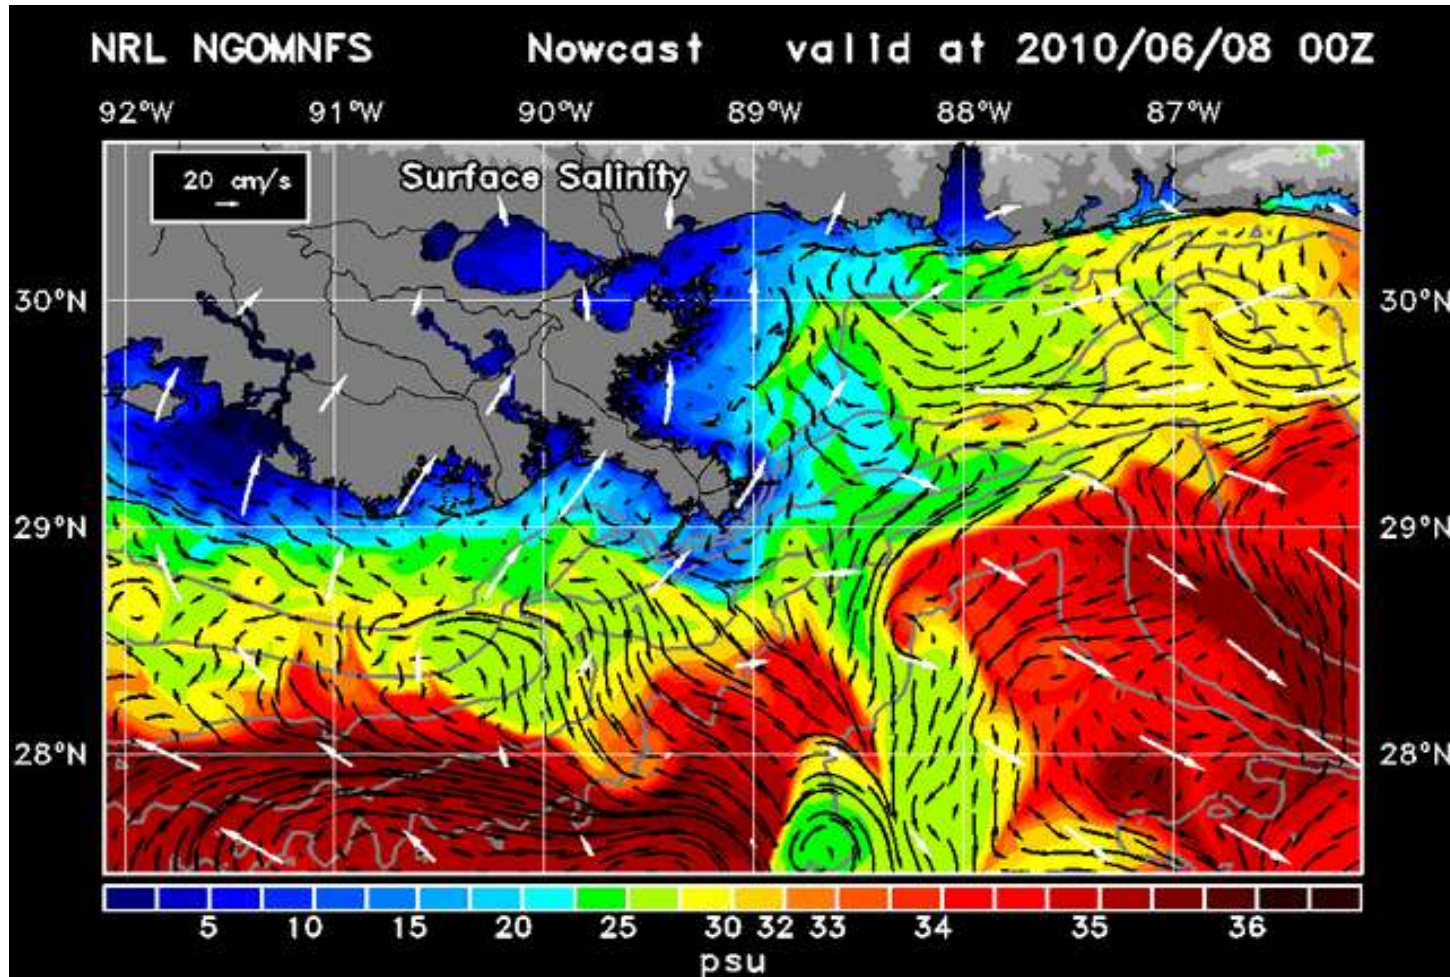 NRL NGOMNFS Nowcast valid at 2010/06/08 00Z
92°W 91°W 90°W 89°W 88°W 87°W
20 cm/s
Surface Salinity
30°N 30°N
29°N 29°N
28°N 28°N
5 10 15 20 25 30 32 33 34 35 36
psu